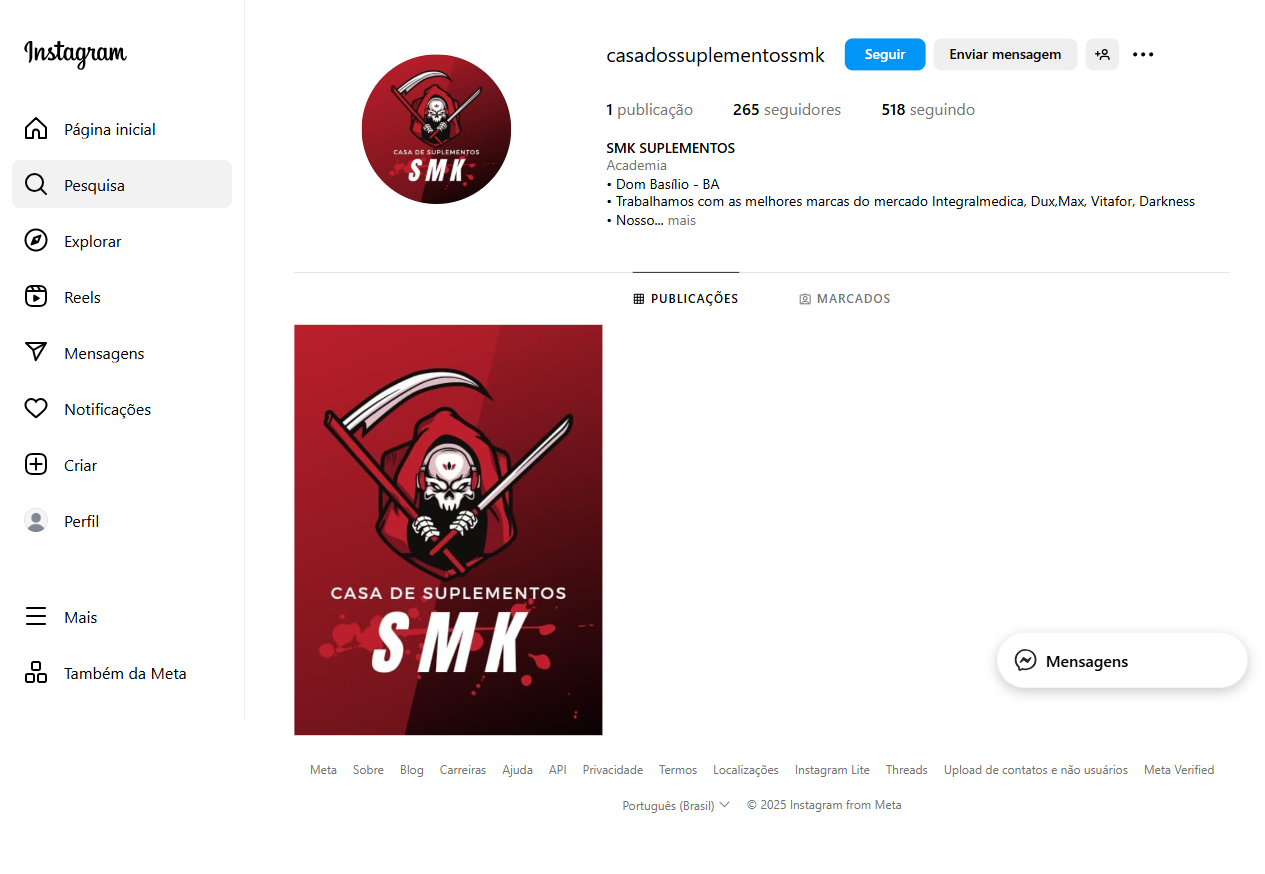 Instagram
Página inicial
Pesquisa
Explorar
Reels
Mensagens
Notificações
Criar
Perfil
Mais
Também da Meta
CASA DE SUPLEMENTOS
SMK
casadossuplementossmk Seguir Enviar mensagem
1 publicação 265 seguidores 518 seguindo
SMK SUPLEMENTOS
Academia
• Dom Basílio - BA
• Trabalhamos com as melhores marcas do mercado Integralmedica, Dux,Max, Vitafor, Darkness
• Nosso... mais
PUBLICAÇÕES MARCADOS
CASA DE SUPLEMENTOS
SMK
Mensagens
Meta Sobre Blog Carreiras Ajuda API Privacidade Termos Localizações Instagram Lite Threads Upload de contatos e não usuários Meta Verified
Português (Brasil) © 2025 Instagram from Meta